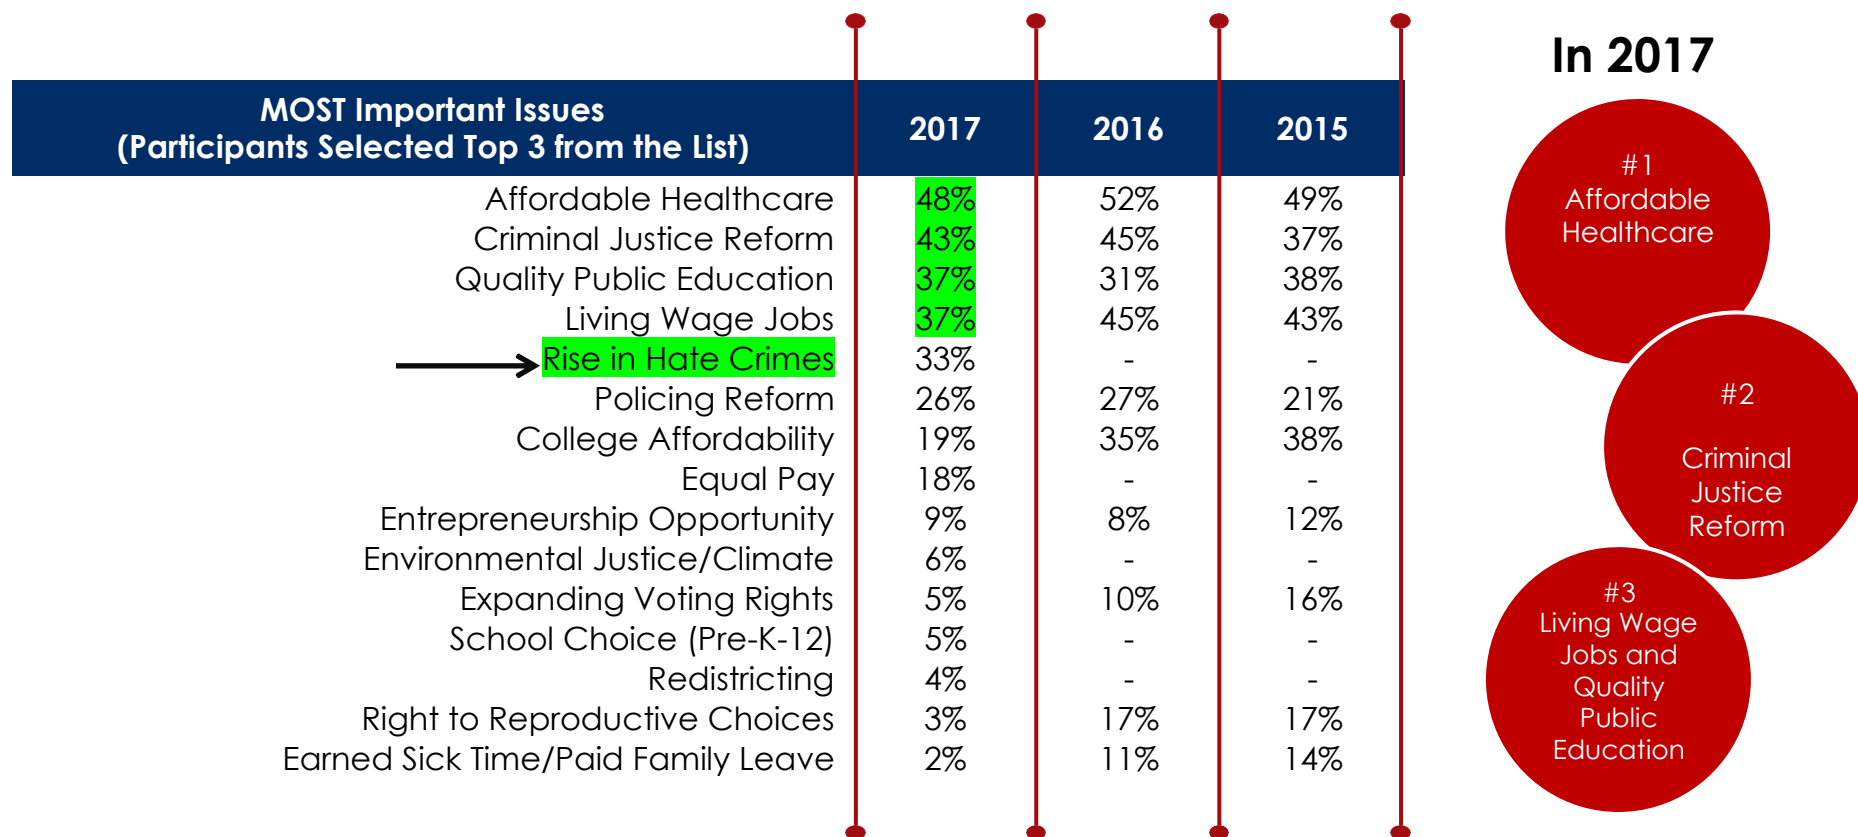 In 2017
MOST Important Issues
(Participants Selected Top 3 from the List) 2017 2016 2015
Affordable Healthcare 48% 52% 49%
Criminal Justice Reform 43% 45% 37%
Quality Public Education 37% 31% 38%
Living Wage Jobs 37% 45% 43%
Rise in Hate Crimes 33% - -
Policing Reform 26% 27% 21%
College Affordability 19% 35% 38%
Equal Pay 18% - -
Entrepreneurship Opportunity 9% 8% 12%
Environmental Justice/Climate 6% - -
Expanding Voting Rights 5% 10% 16%
School Choice (Pre-K-12) 5% - -
Redistricting 4% - -
Right to Reproductive Choices 3% 17% 17%
Earned Sick Time/Paid Family Leave 2% 11% 14%
#1
Affordable
Healthcare
#2
Criminal
Justice
Reform
#3
Living Wage
Jobs and
Quality
Public
Education